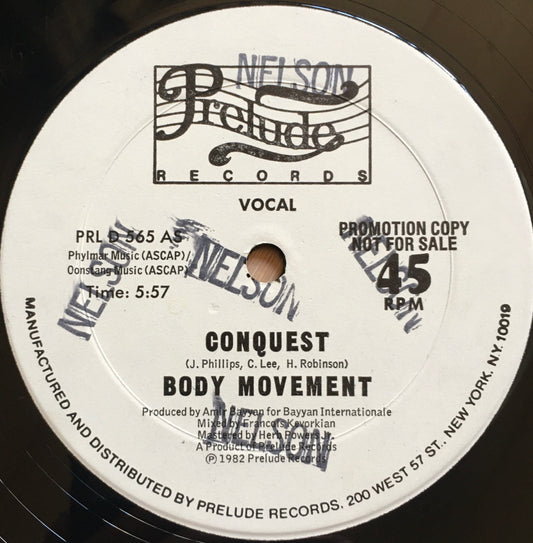 NELSON
Prelude
RECORDS
VOCAL
PRL D 565 AS
Phylmar Music (ASCAP)/
Oonstang Music (ASCAP)
Time: 5:57
PROMOTION COPY
NOT FOR SALE
45
RPM
NELSON
NELSON
NELSON
CONQUEST
(J. Phillips, C. Lee, H. Robinson)
BODY MOVEMENT
Produced by Amir Bayyan for Bayyan Internationale
Mixed by Francois Kevorkian
Mastered by Herb Powers Jr.
A Product of Prelude Records
℗ 1982 Prelude Records
NELSON
MANUFACTURED AND DISTRIBUTED BY PRELUDE RECORDS, 200 WEST 57 ST., NEW YORK, N.Y. 10019